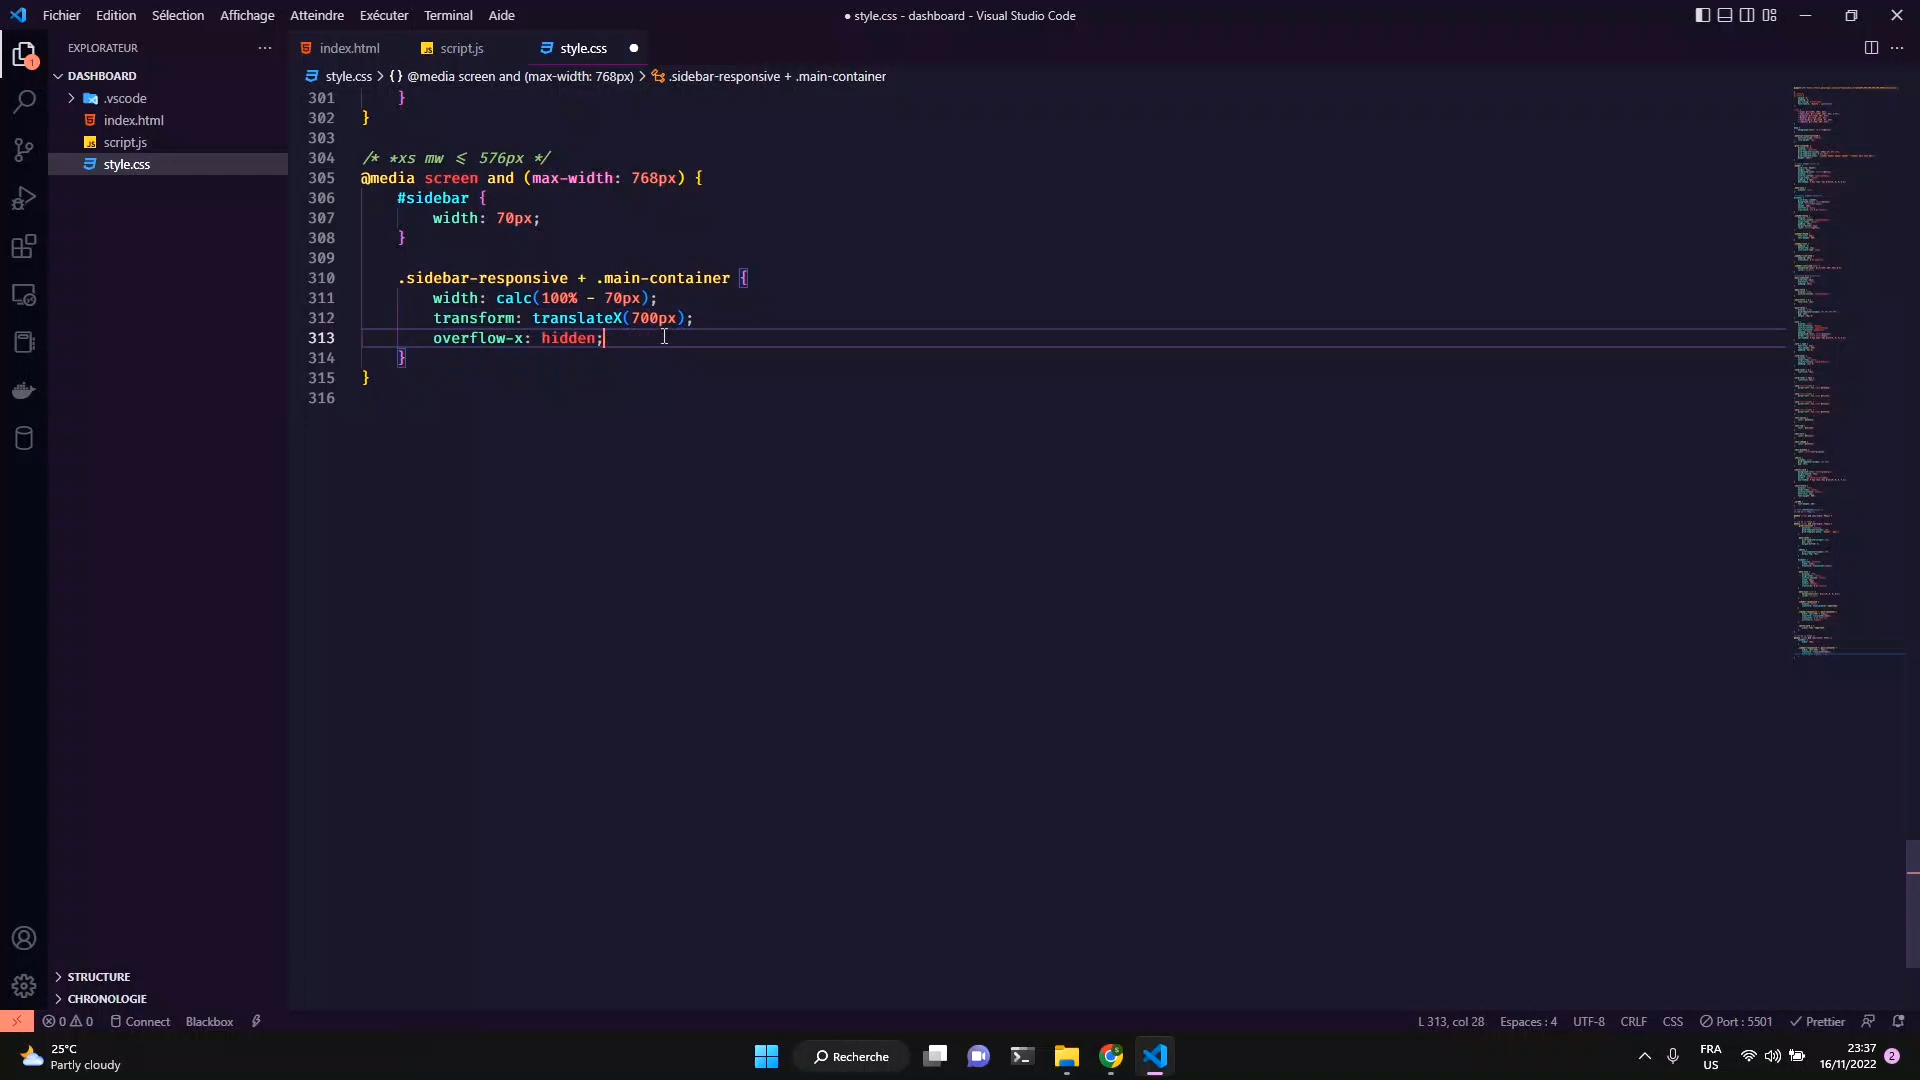 Fichier Edition Sélection Affichage Atteindre Exécuter Terminal Aide
● style.css - dashboard - Visual Studio Code
EXPLORATEUR
DASHBOARD
.vscode
index.html
script.js
style.css
index.html script.js style.css
style.css > {} @media screen and (max-width: 768px) > .sidebar-responsive + .main-container
301 }
302 }
303
304 /* *xs mw <= 576px */
305 @media screen and (max-width: 768px) {
306 #sidebar {
307 width: 70px;
308 }
309
310 .sidebar-responsive + .main-container {
311 width: calc(100% - 70px);
312 transform: translateX(700px);
313 overflow-x: hidden;
314 }
315 }
316
1
STRUCTURE
CHRONOLOGIE
0 0 Connect Blackbox
L 313, col 28 Espaces : 4 UTF-8 CRLF CSS Port : 5501 Prettier
25°C
Partly cloudy
Recherche
FRA
US
23:37
16/11/2022
2